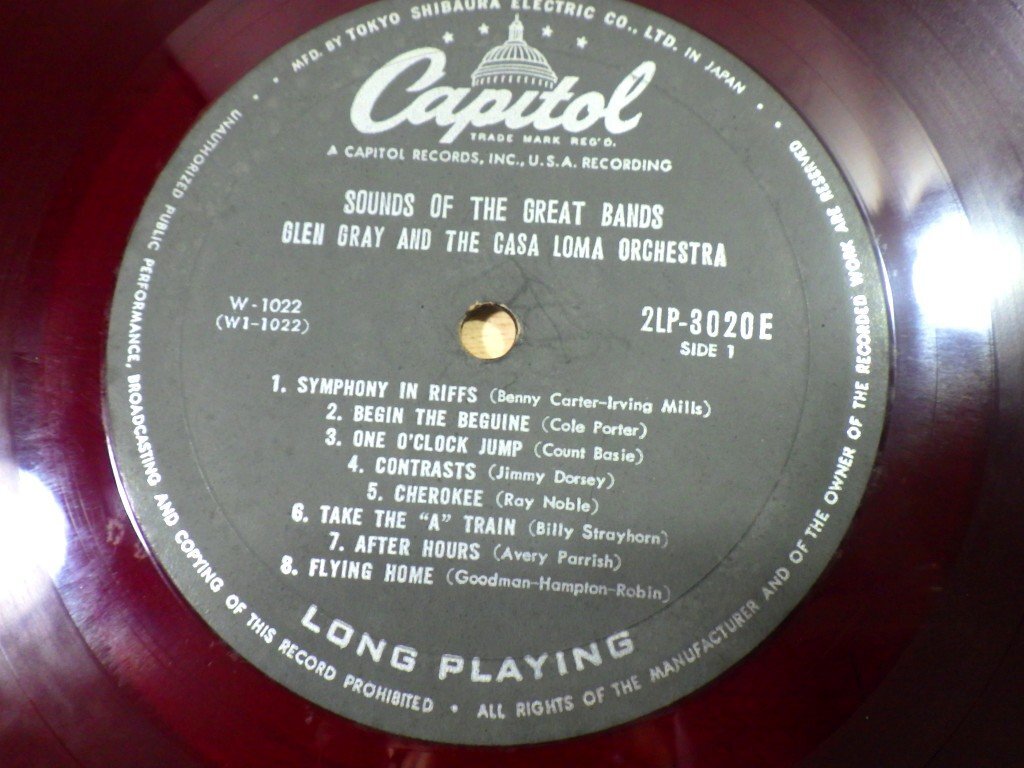 MFD. BY TOKYO SHIBAURA ELECTRIC CO., LTD. IN JAPAN
Capitol
TRADE MARK REG'D.
A CAPITOL RECORDS, INC., U.S.A. RECORDING
SOUNDS OF THE GREAT BANDS
GLEN GRAY AND THE CASA LOMA ORCHESTRA
W-1022
(W1-1022)
2LP-3020E
SIDE 1
1. SYMPHONY IN RIFFS (Benny Carter-Irving Mills)
2. BEGIN THE BEGUINE (Cole Porter)
3. ONE O'CLOCK JUMP (Count Basie)
4. CONTRASTS (Jimmy Dorsey)
5. CHEROKEE (Ray Noble)
6. TAKE THE "A" TRAIN (Billy Strayhorn)
7. AFTER HOURS (Avery Parrish)
8. FLYING HOME (Goodman-Hampton-Robin)
LONG PLAYING
UNAUTHORIZED PUBLIC PERFORMANCE, BROADCASTING AND COPYING OF THIS RECORD PROHIBITED • ALL RIGHTS OF THE MANUFACTURER AND OF THE OWNER OF THE RECORDED WORK ARE RESERVED